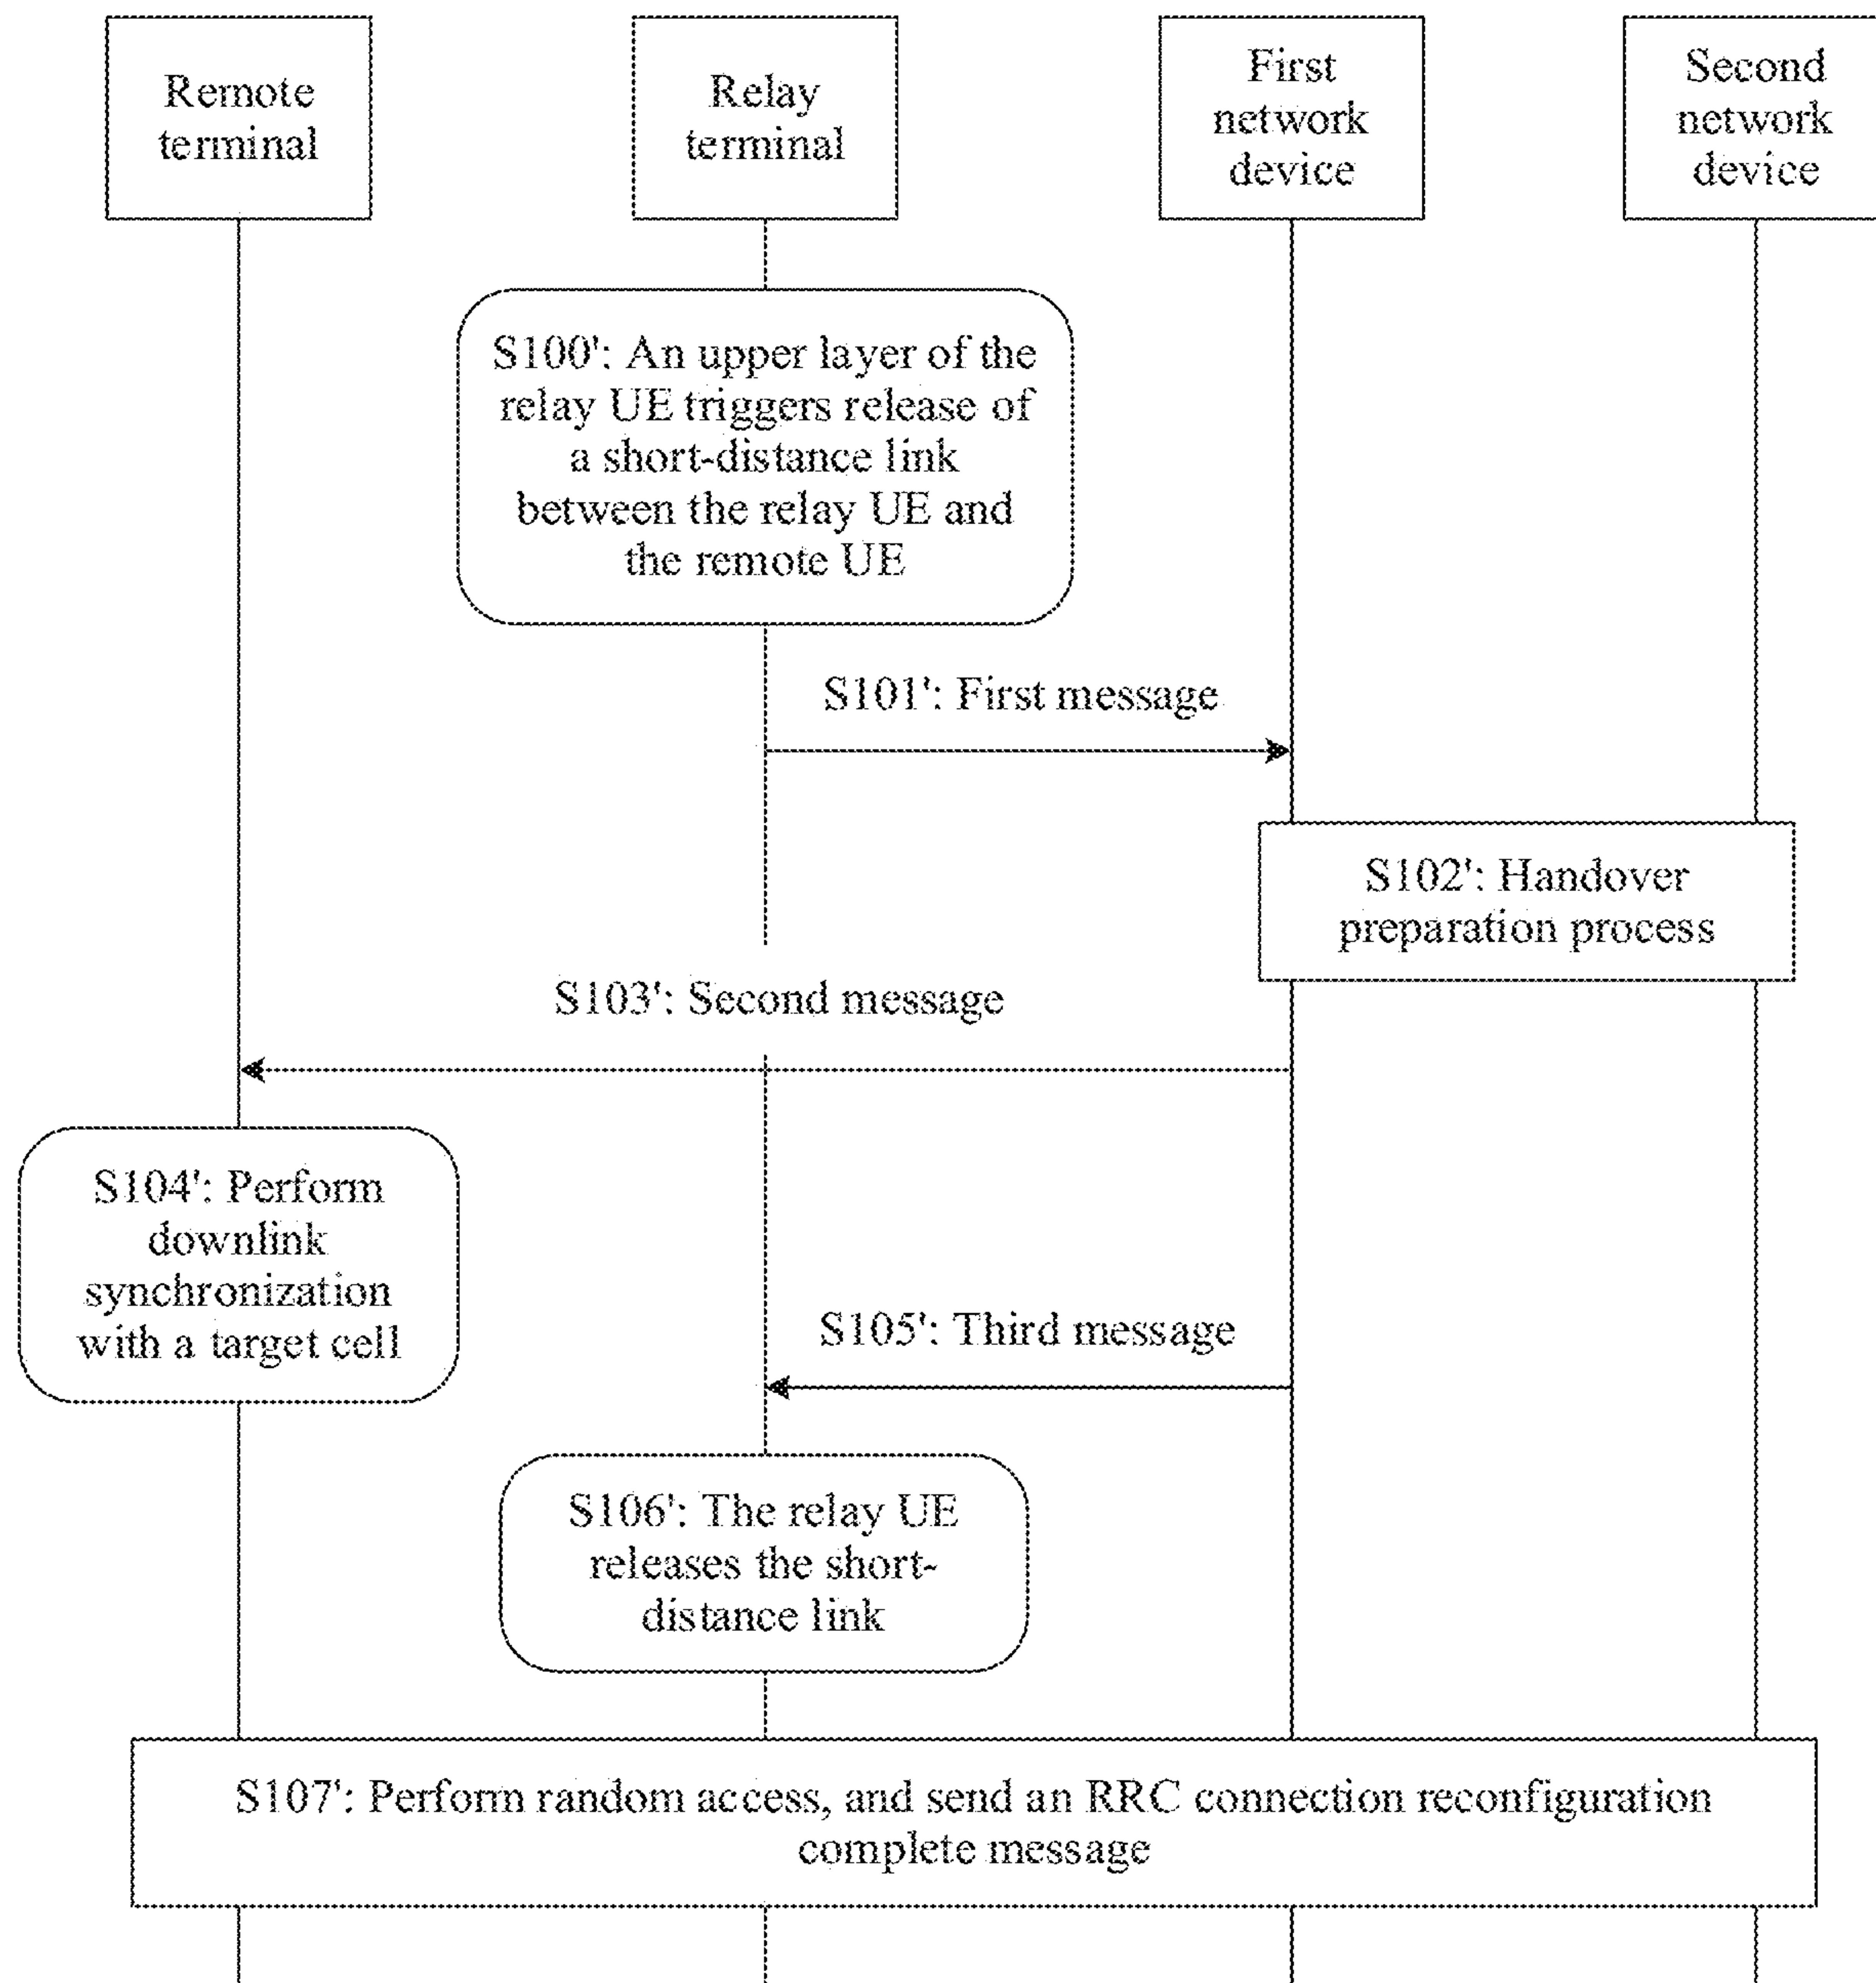 Remote
terminal
Relay
terminal
First
network
device
Second
network
device
S100': An upper layer of the
relay UE triggers release of
a short-distance link
between the relay UE and
the remote UE
S101': First message
S102': Handover
preparation process
S103': Second message
S104': Perform
downlink
synchronization
with a target cell
S105': Third message
S106': The relay UE
releases the short-
distance link
S107': Perform random access, and send an RRC connection reconfiguration
complete message